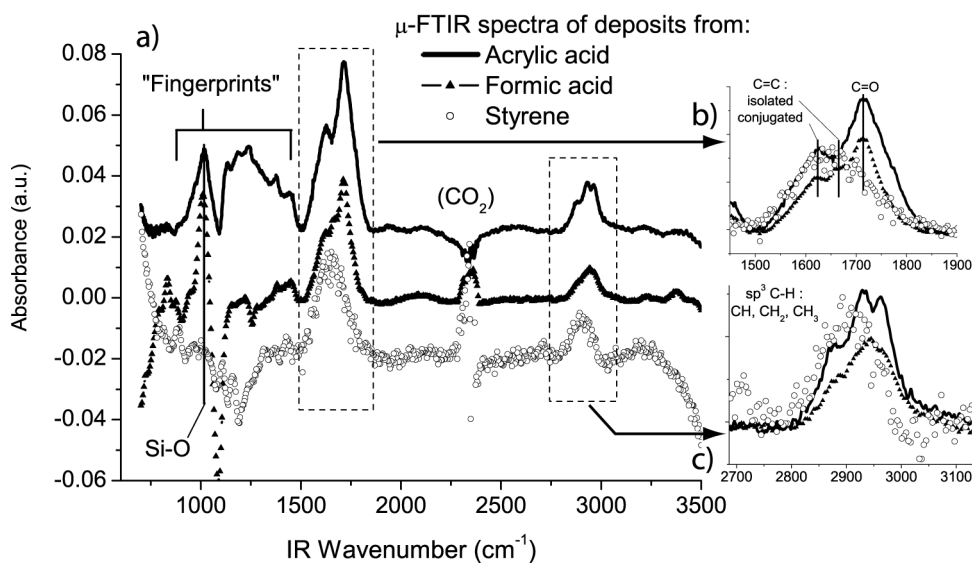 a)
μ-FTIR spectra of deposits from:
Acrylic acid
Formic acid
Styrene
"Fingerprints"
(CO₂)
Si-O
0.08
0.06
0.04
0.02
0.00
-0.02
-0.04
-0.06
Absorbance (a.u.)
1000 1500 2000 2500 3000 3500
IR Wavenumber (cm⁻¹)
b)
C=C :
isolated
conjugated
C=O
1500 1600 1700 1800 1900
sp³ C-H :
CH, CH₂, CH₃
c)
2700 2800 2900 3000 3100